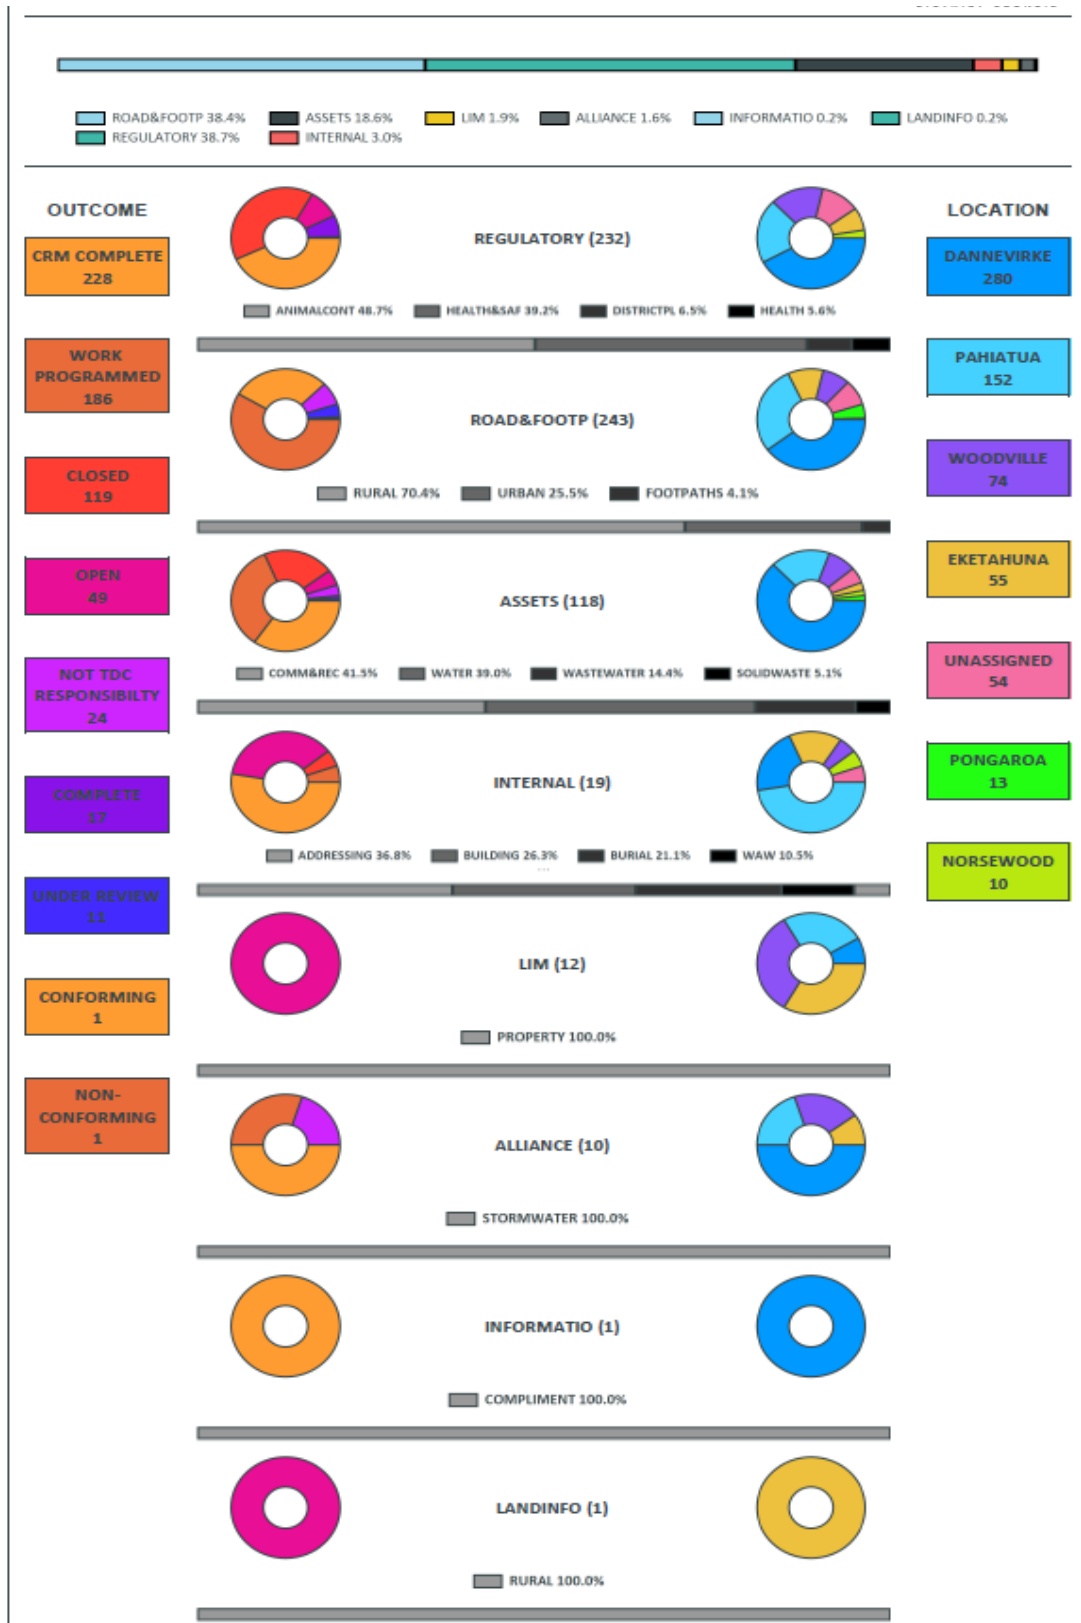 ROAD&FOOTP 38.4%
ASSETS 18.6%
LIM 1.9%
ALLIANCE 1.6%
INFORMATIO 0.2%
LANDINFO 0.2%
REGULATORY 38.7%
INTERNAL 3.0%
OUTCOME
CRM COMPLETE
228
WORK
PROGRAMMED
186
CLOSED
119
OPEN
49
NOT TDC
RESPONSIBILTY
24
COMPLETE
17
UNDER REVIEW
11
CONFORMING
1
NON-
CONFORMING
1
REGULATORY (232)
ANIMALCONT 48.7%
HEALTH&SAF 39.2%
DISTRICTPL 6.5%
HEALTH 5.6%
ROAD&FOOTP (243)
RURAL 70.4%
URBAN 25.5%
FOOTPATHS 4.1%
ASSETS (118)
COMM&REC 41.5%
WATER 39.0%
WASTEWATER 14.4%
SOLIDWASTE 5.1%
INTERNAL (19)
ADDRESSING 36.8%
BUILDING 26.3%
BURIAL 21.1%
WAW 10.5%
...
LIM (12)
PROPERTY 100.0%
ALLIANCE (10)
STORMWATER 100.0%
INFORMATIO (1)
COMPLIMENT 100.0%
LANDINFO (1)
RURAL 100.0%
LOCATION
DANNEVIRKE
280
PAHIATUA
152
WOODVILLE
74
EKETAHUNA
55
UNASSIGNED
54
PONGAROA
13
NORSEWOOD
10